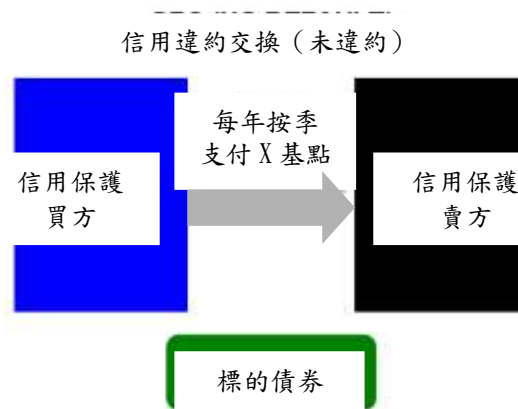 信用違約交換（未違約）
每年按季
支付 X 基點
信用保護
買方
信用保護
賣方
標的債券